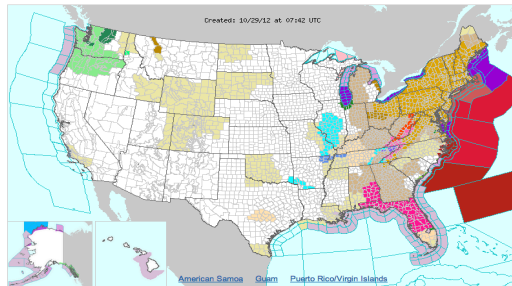 Created: 10/29/12 at 07:42 UTC
American Samoa Guam Puerto Rico/Virgin Islands